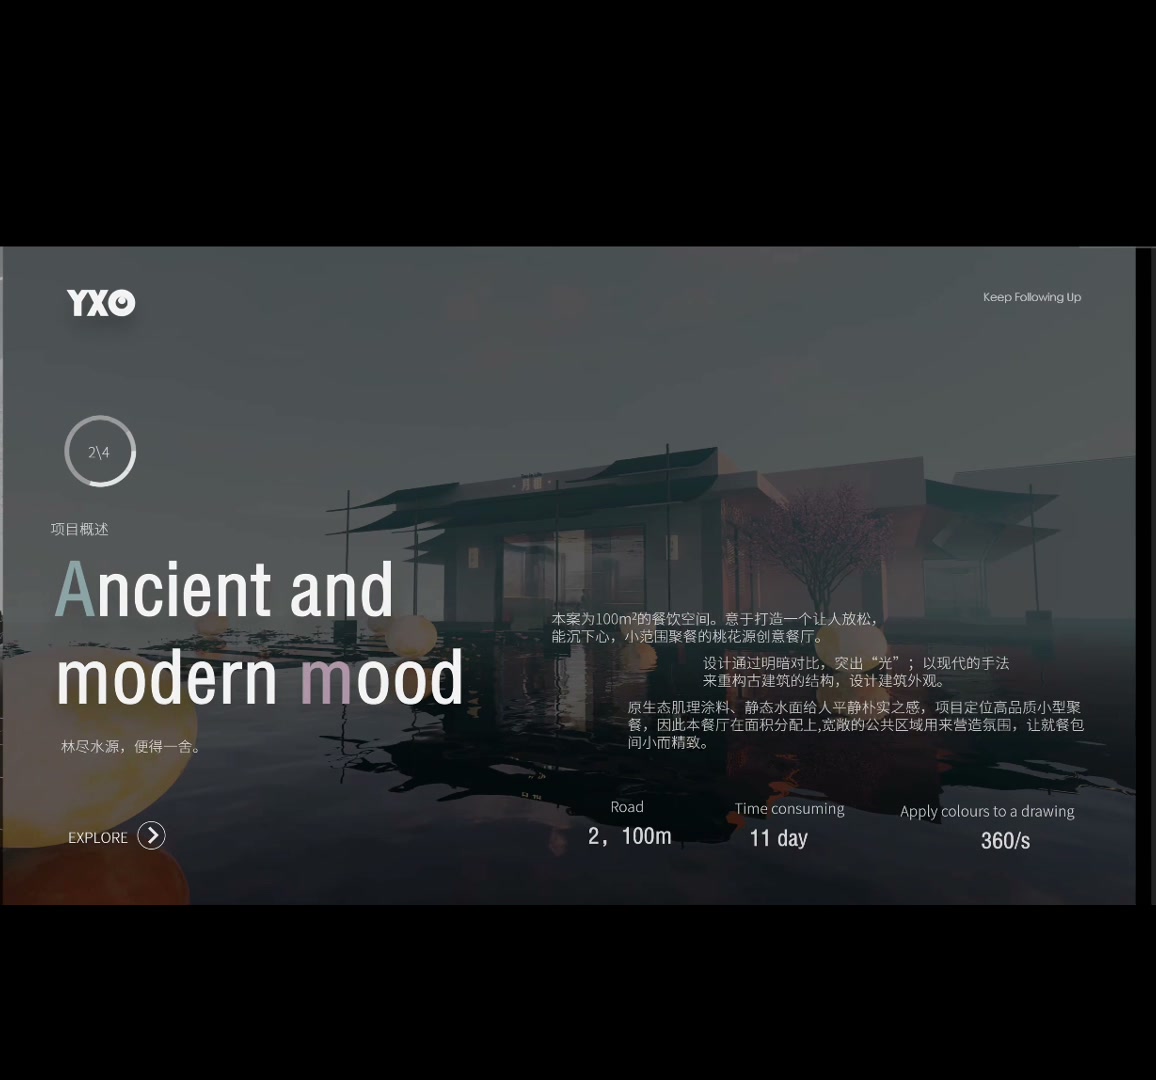 YXO
Keep Following Up
2\4
项目概述
Ancient and
modern mood
林尽水源，便得一舍。
EXPLORE
本案为100m²的餐饮空间。意于打造一个让人放松，
能沉下心，小范围聚餐的桃花源创意餐厅。
设计通过明暗对比，突出“光”；以现代的手法
来重构古建筑的结构，设计建筑外观。
原生态肌理涂料、静态水面给人平静朴实之感，项目定位高品质小型聚
餐，因此本餐厅在面积分配上,宽敞的公共区域用来营造氛围，让就餐包
间小而精致。
Road
2，100m
Time consuming
11 day
Apply colours to a drawing
360/s